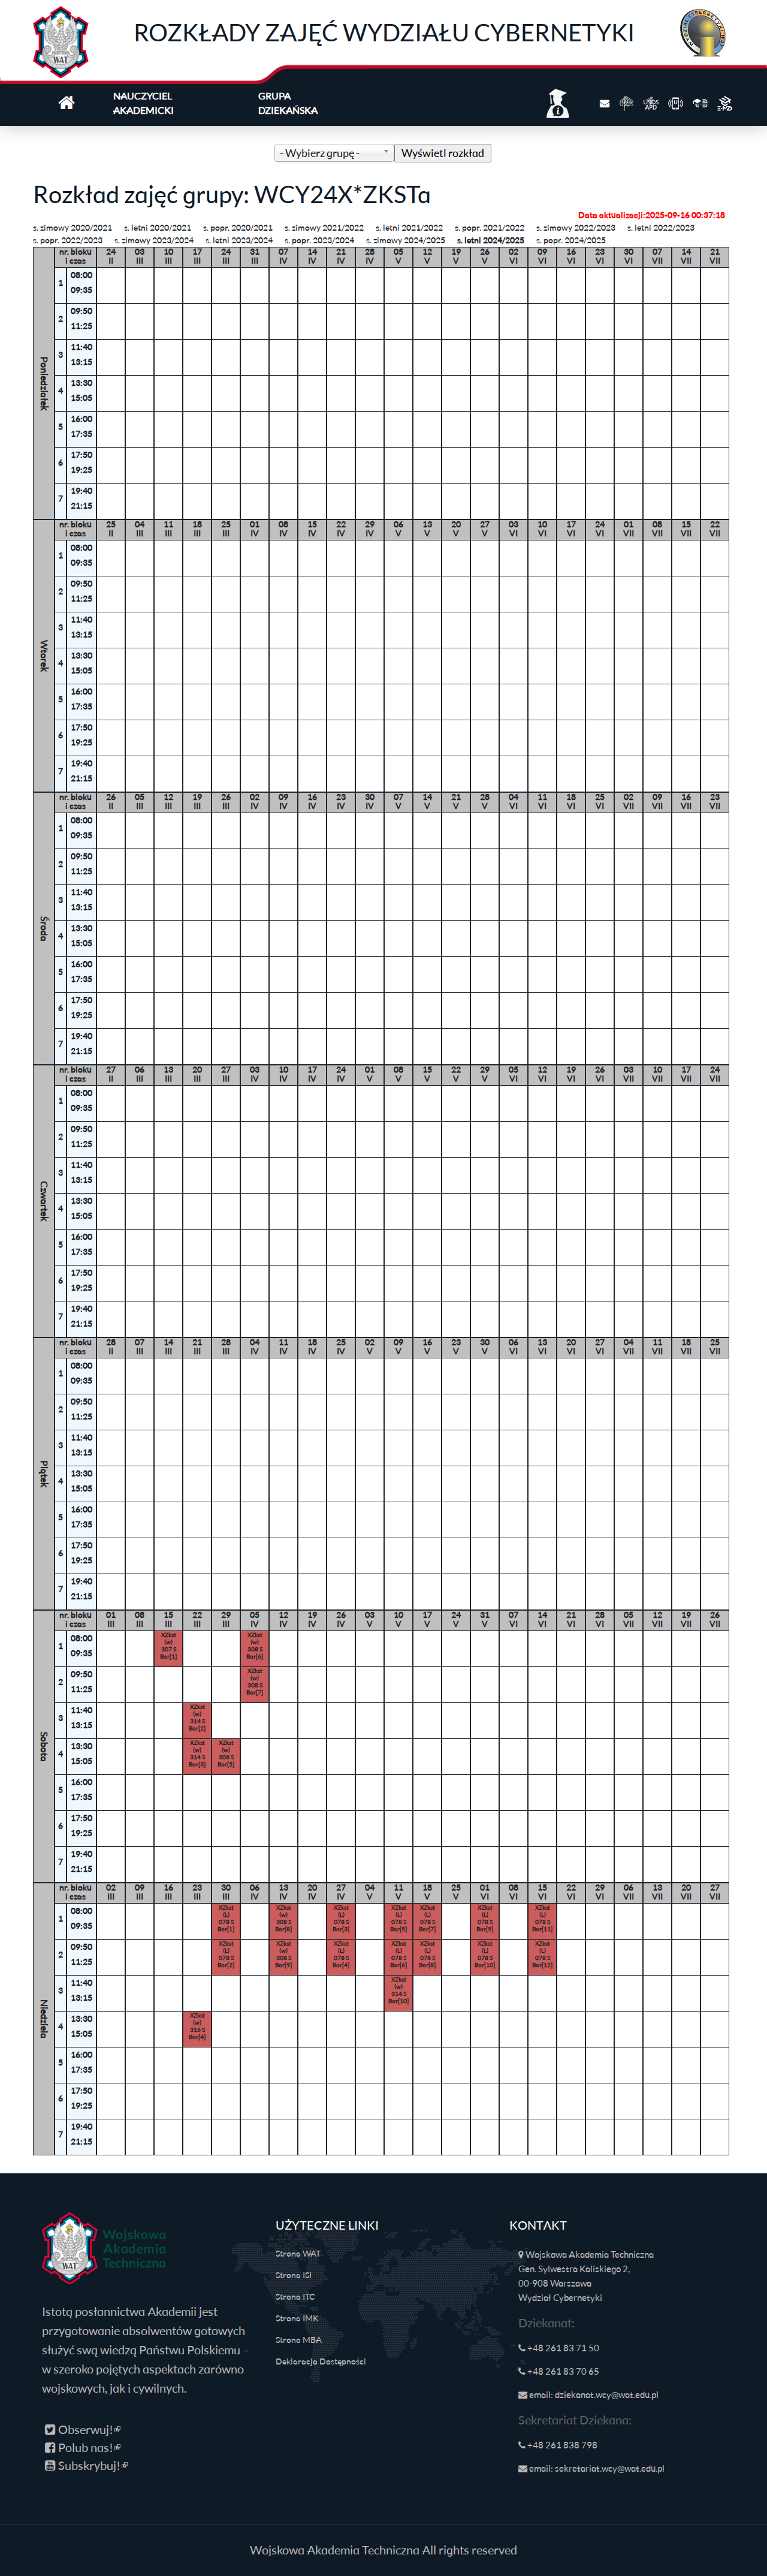 ROZKŁADY ZAJĘĆ WYDZIAŁU CYBERNETYKI
WAT
NAUCZYCIEL AKADEMICKI
GRUPA DZIEKAŃSKA
- Wybierz grupę -
Wyświetl rozkład
Rozkład zajęć grupy: WCY24X*ZKSTa
Data aktualizacji:2025-09-16 00:37:18
s. zimowy 2020/2021 s. letni 2020/2021 s. popr. 2020/2021 s. zimowy 2021/2022 s. letni 2021/2022 s. popr. 2021/2022 s. zimowy 2022/2023 s. letni 2022/2023
s. popr. 2022/2023 s. zimowy 2023/2024 s. letni 2023/2024 s. popr. 2023/2024 s. zimowy 2024/2025 s. letni 2024/2025 s. popr. 2024/2025
Poniedziałek
nr. bloku 24 03 10 17 24 31 07 14 21 28 05 12 19 26 02 09 16 23 30 07 14 21
i czas II III III III III III IV IV IV IV V V V V VI VI VI VI VI VII VII VII
1 08:00 09:35
2 09:50 11:25
3 11:40 13:15
4 13:30 15:05
5 16:00 17:35
6 17:50 19:25
7 19:40 21:15
Wtorek
nr. bloku 25 04 11 18 25 01 08 15 22 29 06 13 20 27 03 10 17 24 01 08 15 22
i czas II III III III III IV IV IV IV IV V V V V VI VI VI VI VII VII VII VII
1 08:00 09:35
2 09:50 11:25
3 11:40 13:15
4 13:30 15:05
5 16:00 17:35
6 17:50 19:25
7 19:40 21:15
Środa
nr. bloku 26 05 12 19 26 02 09 16 23 30 07 14 21 28 04 11 18 25 02 09 16 23
i czas II III III III III IV IV IV IV IV V V V V VI VI VI VI VII VII VII VII
1 08:00 09:35
2 09:50 11:25
3 11:40 13:15
4 13:30 15:05
5 16:00 17:35
6 17:50 19:25
7 19:40 21:15
Czwartek
nr. bloku 27 06 13 20 27 03 10 17 24 01 08 15 22 29 05 12 19 26 03 10 17 24
i czas II III III III III IV IV IV IV V V V V V VI VI VI VI VII VII VII VII
1 08:00 09:35
2 09:50 11:25
3 11:40 13:15
4 13:30 15:05
5 16:00 17:35
6 17:50 19:25
7 19:40 21:15
Piątek
nr. bloku 28 07 14 21 28 04 11 18 25 02 09 16 23 30 06 13 20 27 04 11 18 25
i czas II III III III III IV IV IV IV V V V V V VI VI VI VI VII VII VII VII
1 08:00 09:35
2 09:50 11:25
3 11:40 13:15
4 13:30 15:05
5 16:00 17:35
6 17:50 19:25
7 19:40 21:15
Sobota
nr. bloku 01 08 15 22 29 05 12 19 26 03 10 17 24 31 07 14 21 28 05 12 19 26
i czas III III III III III IV IV IV IV V V V V V VI VI VI VI VII VII VII VII
1 08:00 09:35 XZkat (w) 307 S Bor[1] XZkat (w) 308 S Bor[6]
2 09:50 11:25 XZkat (w) 308 S Bor[7]
3 11:40 13:15 XZkat (w) 314 S Bor[2]
4 13:30 15:05 XZkat (w) 314 S Bor[3] XZkat (w) 308 S Bor[5]
5 16:00 17:35
6 17:50 19:25
7 19:40 21:15
Niedziela
nr. bloku 02 09 16 23 30 06 13 20 27 04 11 18 25 01 08 15 22 29 06 13 20 27
i czas III III III III III IV IV IV IV V V V V VI VI VI VI VI VII VII VII VII
1 08:00 09:35 XZkat (L) 078 S Bor[1] XZkat (w) 308 S Bor[8] XZkat (L) 078 S Bor[3] XZkat (L) 078 S Bor[5] XZkat (L) 078 S Bor[7] XZkat (L) 078 S Bor[9] XZkat (L) 078 S Bor[11]
2 09:50 11:25 XZkat (L) 078 S Bor[2] XZkat (w) 308 S Bor[9] XZkat (L) 078 S Bor[4] XZkat (L) 078 S Bor[6] XZkat (L) 078 S Bor[8] XZkat (L) 078 S Bor[10] XZkat (L) 078 S Bor[12]
3 11:40 13:15 XZkat (w) 314 S Bor[10]
4 13:30 15:05 XZkat (w) 316 S Bor[4]
5 16:00 17:35
6 17:50 19:25
7 19:40 21:15
WAT
Wojskowa
Akademia
Techniczna
Istotą posłannictwa Akademii jest
przygotowanie absolwentów gotowych
służyć swą wiedzą Państwu Polskiemu –
w szeroko pojętych aspektach zarówno
wojskowych, jak i cywilnych.
Obserwuj!
Polub nas!
Subskrybuj!
UŻYTECZNE LINKI
Strona WAT
Strona ISI
Strona ITC
Strona IMK
Strona MBA
Deklaracja Dostępności
KONTAKT
Wojskowa Akademia Techniczna
Gen. Sylwestra Kaliskiego 2,
00-908 Warszawa
Wydział Cybernetyki
Dziekanat:
+48 261 83 71 50
+48 261 83 70 65
email: dziekanat.wcy@wat.edu.pl
Sekretariat Dziekana:
+48 261 838 798
email: sekretariat.wcy@wat.edu.pl
Wojskowa Akademia Techniczna All rights reserved